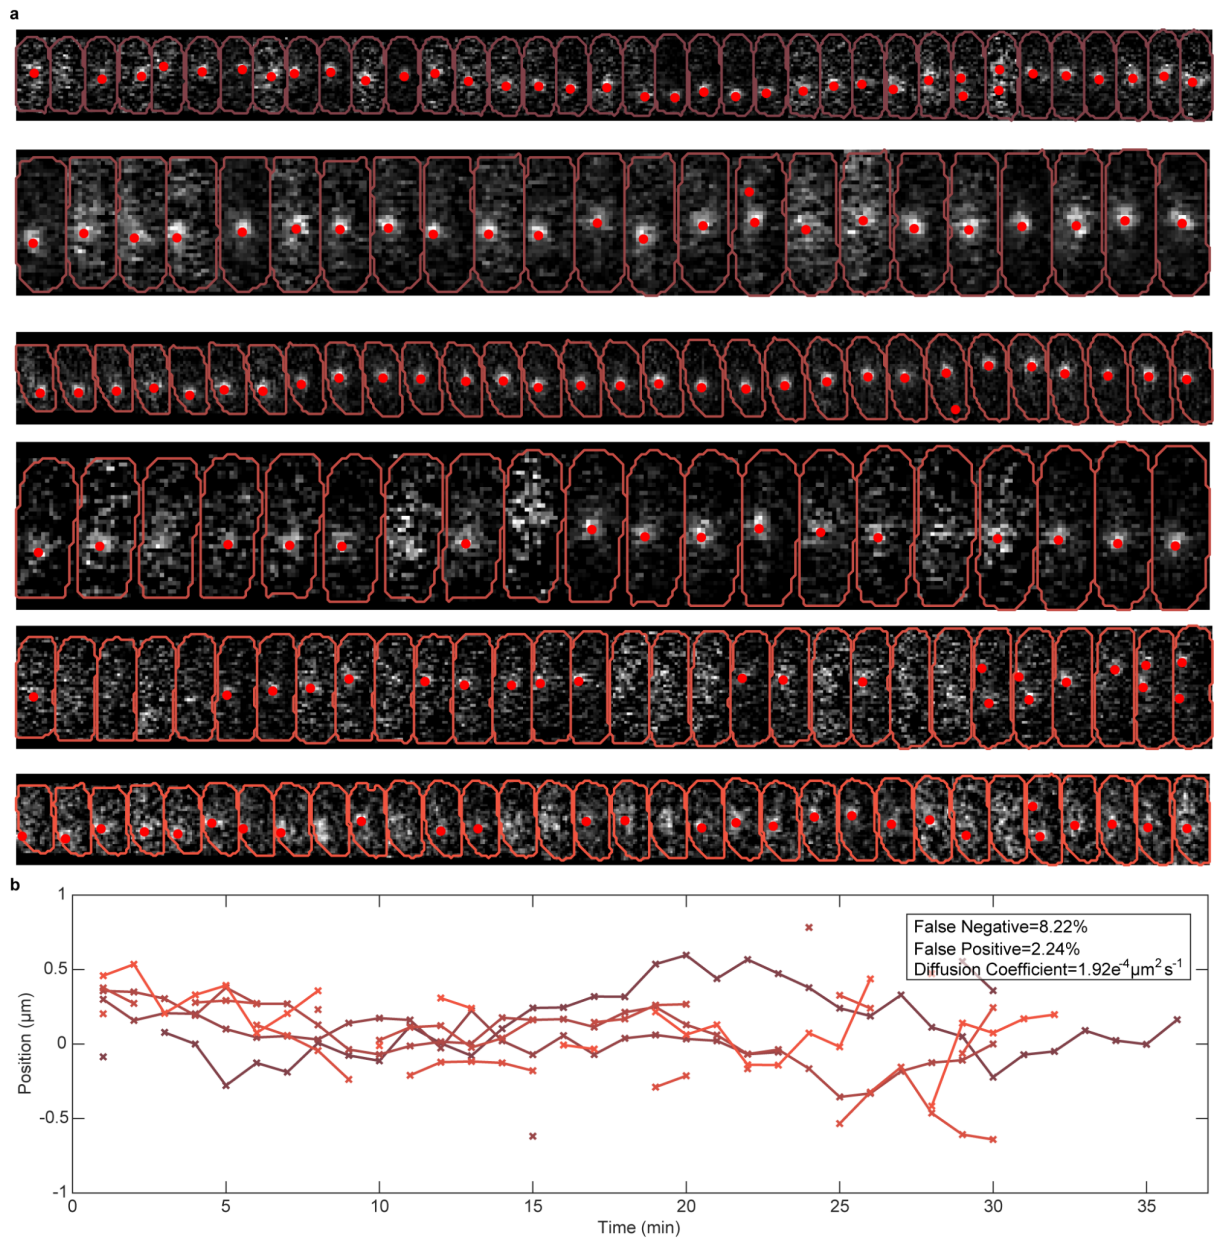 a
b
1
0.5
0
-0.5
-1
Position (µm)
False Negative=8.22%
False Positive=2.24%
Diffusion Coefficient=1.92e⁻⁴µm² s⁻¹
0 5 10 15 20 25 30 35
Time (min)